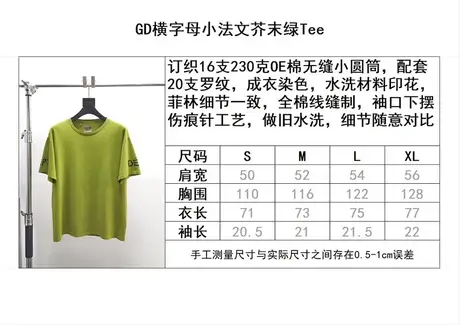 GD横字母小法文芥末绿Tee
订织16支230克OE棉无缝小圆筒，配套
20支罗纹，成衣染色，水洗材料印花，
菲林细节一致，全棉线缝制，袖口下摆
伤痕针工艺，做旧水洗，细节随意对比
尺码 S M L XL
肩宽 50 52 54 56
胸围 110 116 122 128
衣长 71 73 75 77
袖长 20.5 21 21.5 22
手工测量尺寸与实际尺寸之间存在0.5-1cm误差